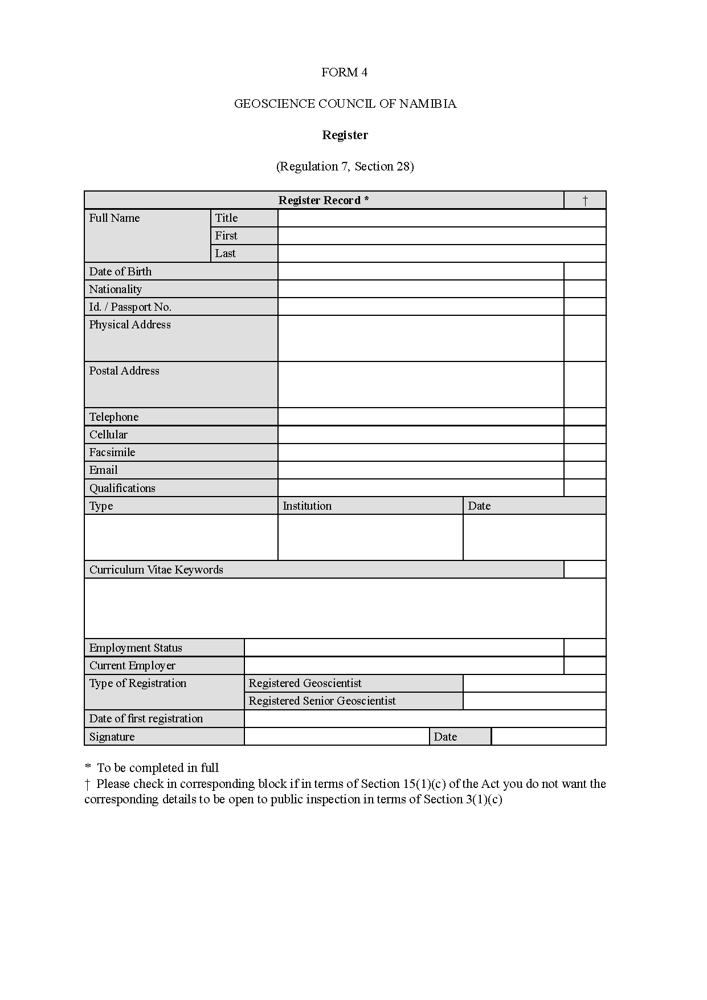 FORM 4
GEOSCIENCE COUNCIL OF NAMIBIA
Register
(Regulation 7, Section 28)
Register Record * †
Full Name Title
First
Last
Date of Birth
Nationality
Id. / Passport No.
Physical Address
Postal Address
Telephone
Cellular
Facsimile
Email
Qualifications
Type Institution Date
Curriculum Vitae Keywords
Employment Status
Current Employer
Type of Registration Registered Geoscientist
Registered Senior Geoscientist
Date of first registration
Signature Date
* To be completed in full
† Please check in corresponding block if in terms of Section 15(1)(c) of the Act you do not want the
corresponding details to be open to public inspection in terms of Section 3(1)(c)